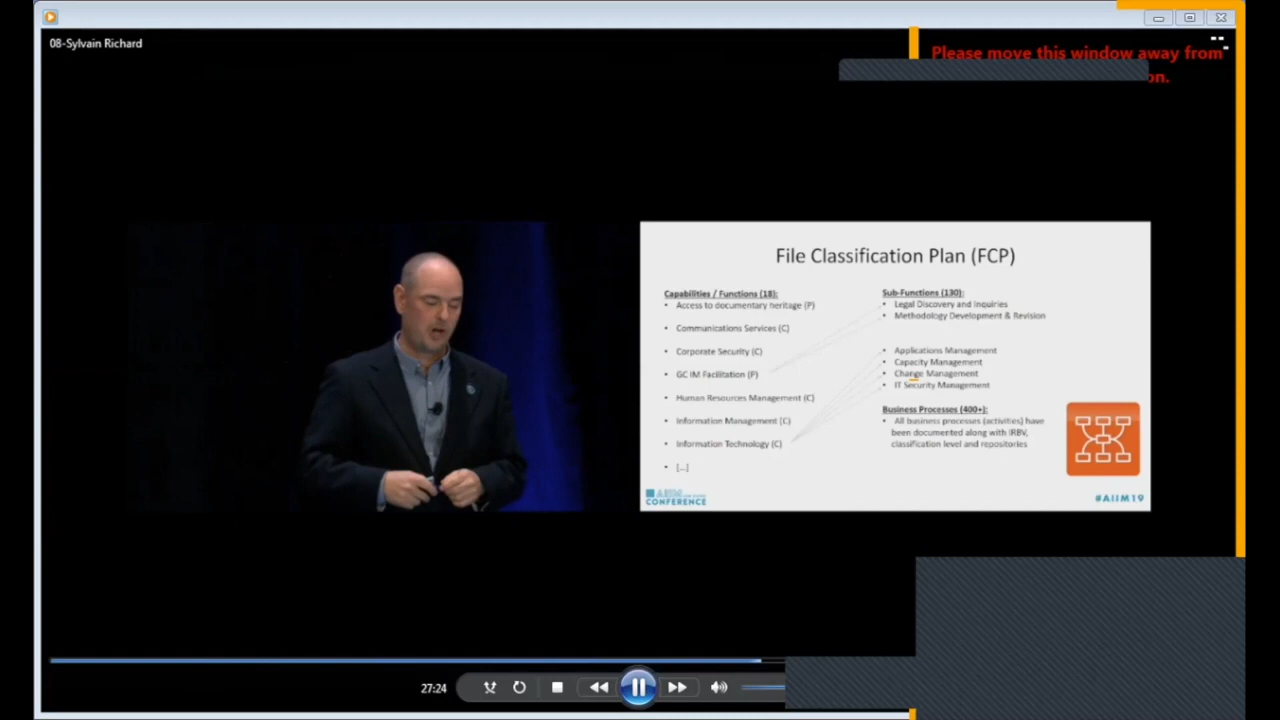 08-Sylvain Richard
Please move this window away from
on.
File Classification Plan (FCP)
Capabilities / Functions (18):
• Access to documentary heritage (P)
• Communications Services (C)
• Corporate Security (C)
• GC IM Facilitation (P)
• Human Resources Management (C)
• Information Management (C)
• Information Technology (C)
• [...]
Sub-Functions (130):
• Legal Discovery and Inquiries
• Methodology Development & Revision
• Applications Management
• Capacity Management
• Change Management
• IT Security Management
Business Processes (400+):
• All business processes (activities) have
been documented along with IRBV,
classification level and repositories
AIIM
CONFERENCE
#AIIM19
27:24